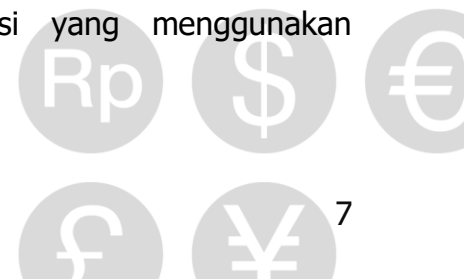 si yang menggunakan
Rp $ €
£ ¥ 7